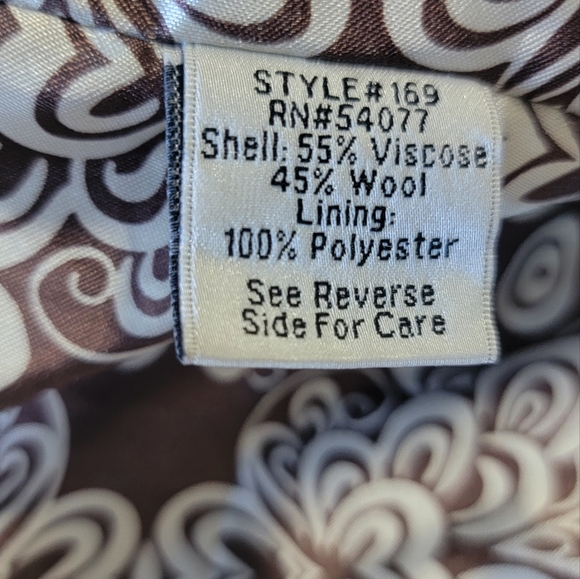 STYLE#169
RN#54077
Shell: 55% Viscose
45% Wool
Lining:
100% Polyester
See Reverse
Side For Care